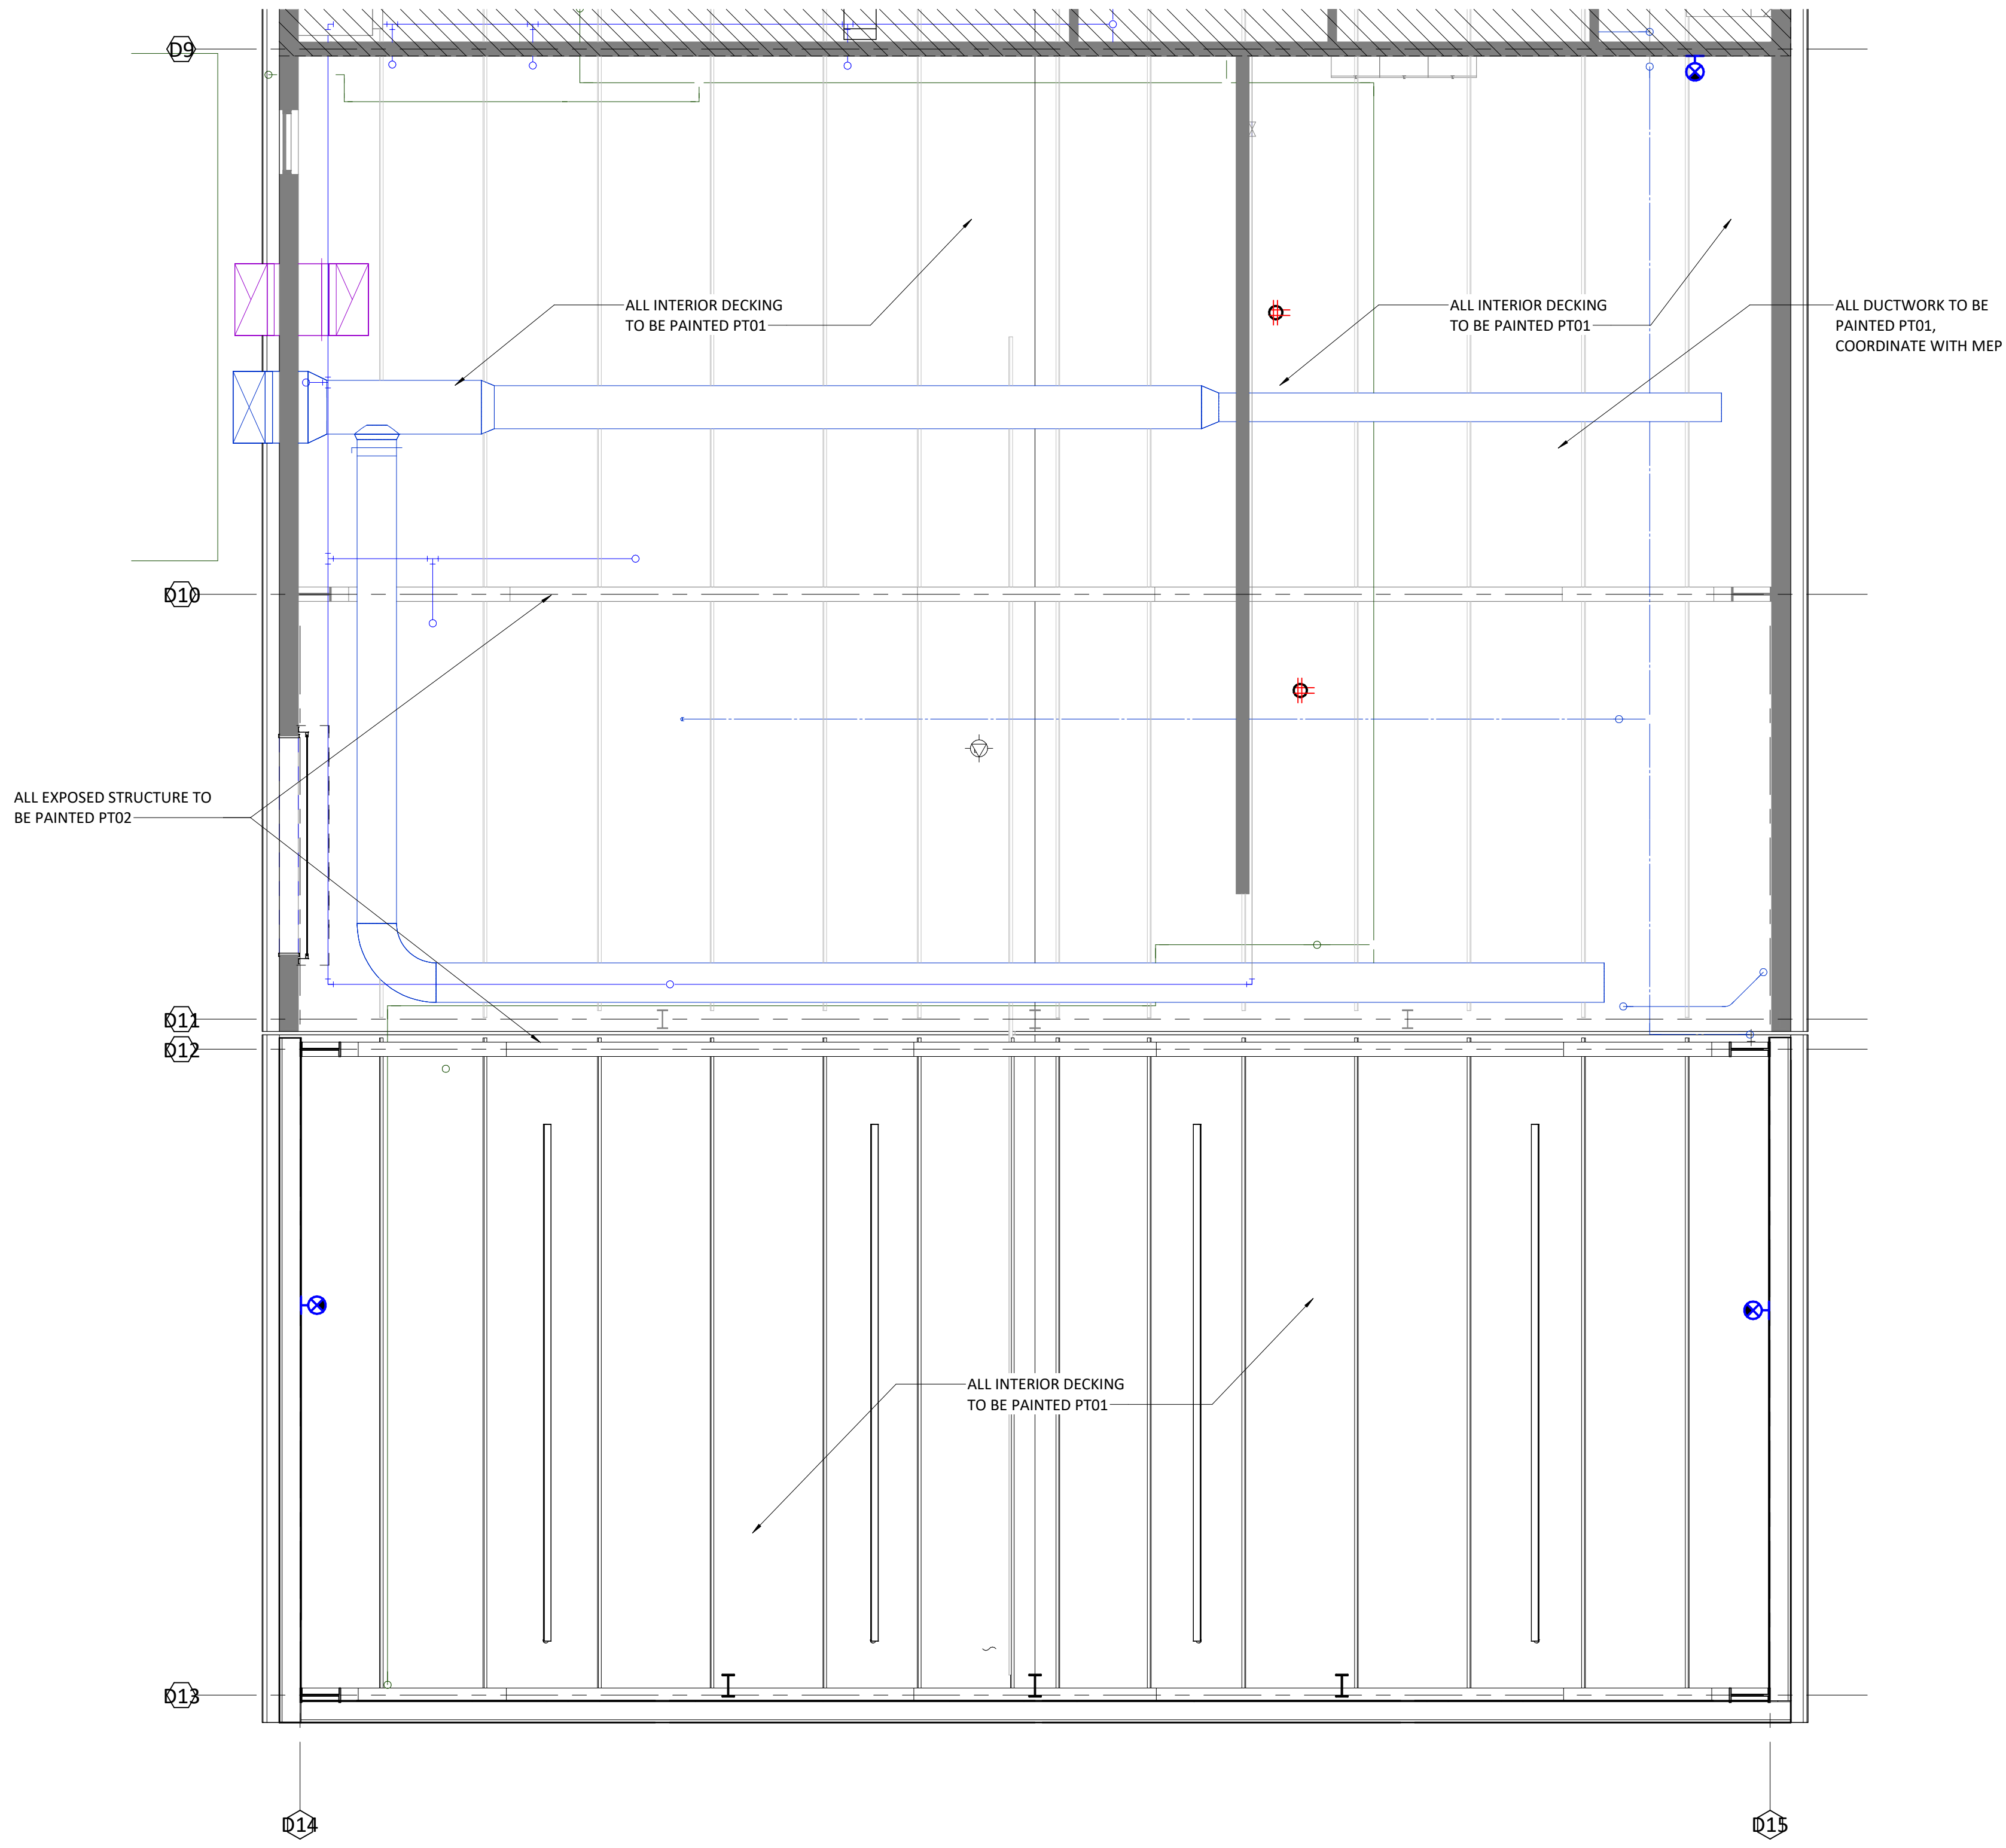 D9
ALL INTERIOR DECKING
TO BE PAINTED PT01
ALL INTERIOR DECKING
TO BE PAINTED PT01
ALL DUCTWORK TO BE
PAINTED PT01,
COORDINATE WITH MEP
D10
ALL EXPOSED STRUCTURE TO
BE PAINTED PT02
D11
D12
ALL INTERIOR DECKING
TO BE PAINTED PT01
D13
D14
D15